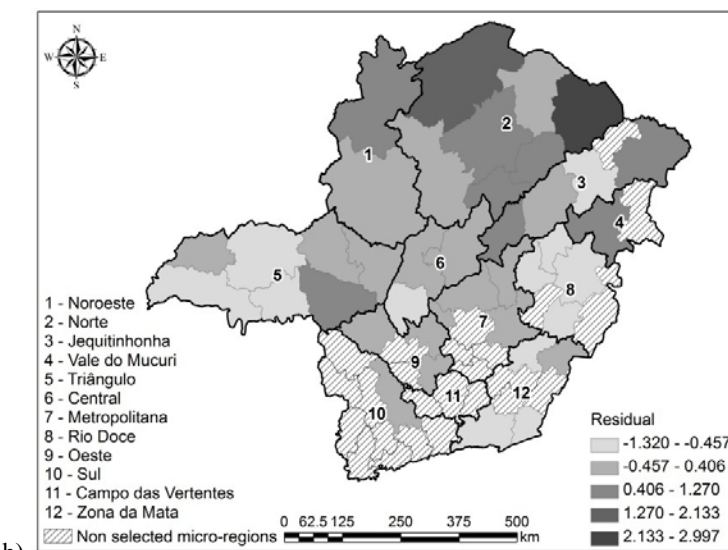 N
W E
S
1
2
3
4
5
6
7
8
9
10
11
12
1 - Noroeste
2 - Norte
3 - Jequitinhonha
4 - Vale do Mucuri
5 - Triângulo
6 - Central
7 - Metropolitana
8 - Rio Doce
9 - Oeste
10 - Sul
11 - Campo das Vertentes
12 - Zona da Mata
Non selected micro-regions
Residual
-1.320 - -0.457
-0.457 - 0.406
0.406 - 1.270
1.270 - 2.133
2.133 - 2.997
0 62.5 125 250 375 500
km
b)